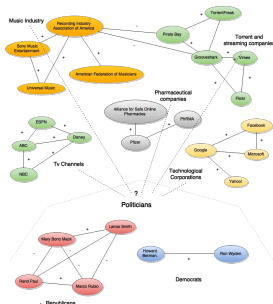 Music Industry
Recording Industry
Association of America
Sony Music
Entertainment
Universal Music
American Federation of Musicians
TorrentFreak
Pirate Bay
Grooveshark
Vimeo
Flickr
Torrent and
streaming companies
Pharmaceutical
companies
Alliance for Safe Online
Pharmacies
PhRMA
Pfizer
ESPN
ABC
Disney
NBC
Tv Channels
Facebook
Google
Microsoft
Yahoo!
Technological
Corporations
?
Politicians
Lamar Smith
Mary Bono Mack
Rand Paul
Marco Rubio
Republicans
Howard
Berman
Ron Wyden
Democrats